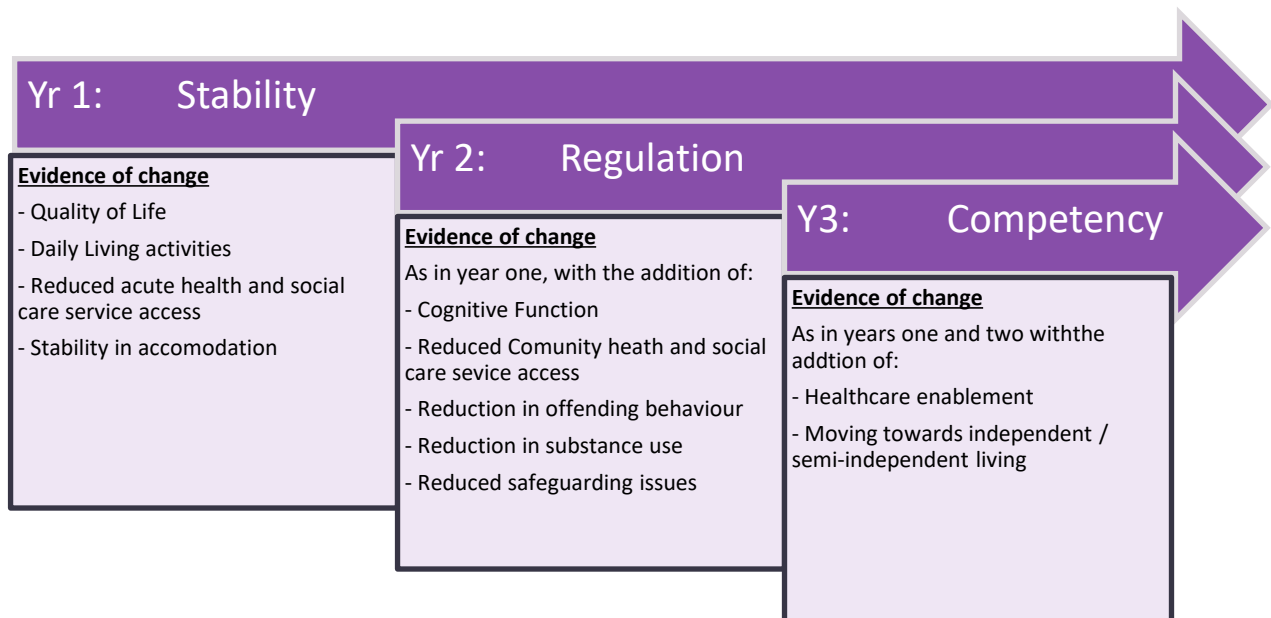 Yr 1: Stability
Evidence of change
- Quality of Life
- Daily Living activities
- Reduced acute health and social
care service access
- Stability in accomodation
Yr 2: Regulation
Evidence of change
As in year one, with the addition of:
- Cognitive Function
- Reduced Comunity heath and social
care sevice access
- Reduction in offending behaviour
- Reduction in substance use
- Reduced safeguarding issues
Y3: Competency
Evidence of change
As in years one and two withthe
addtion of:
- Healthcare enablement
- Moving towards independent /
semi-independent living